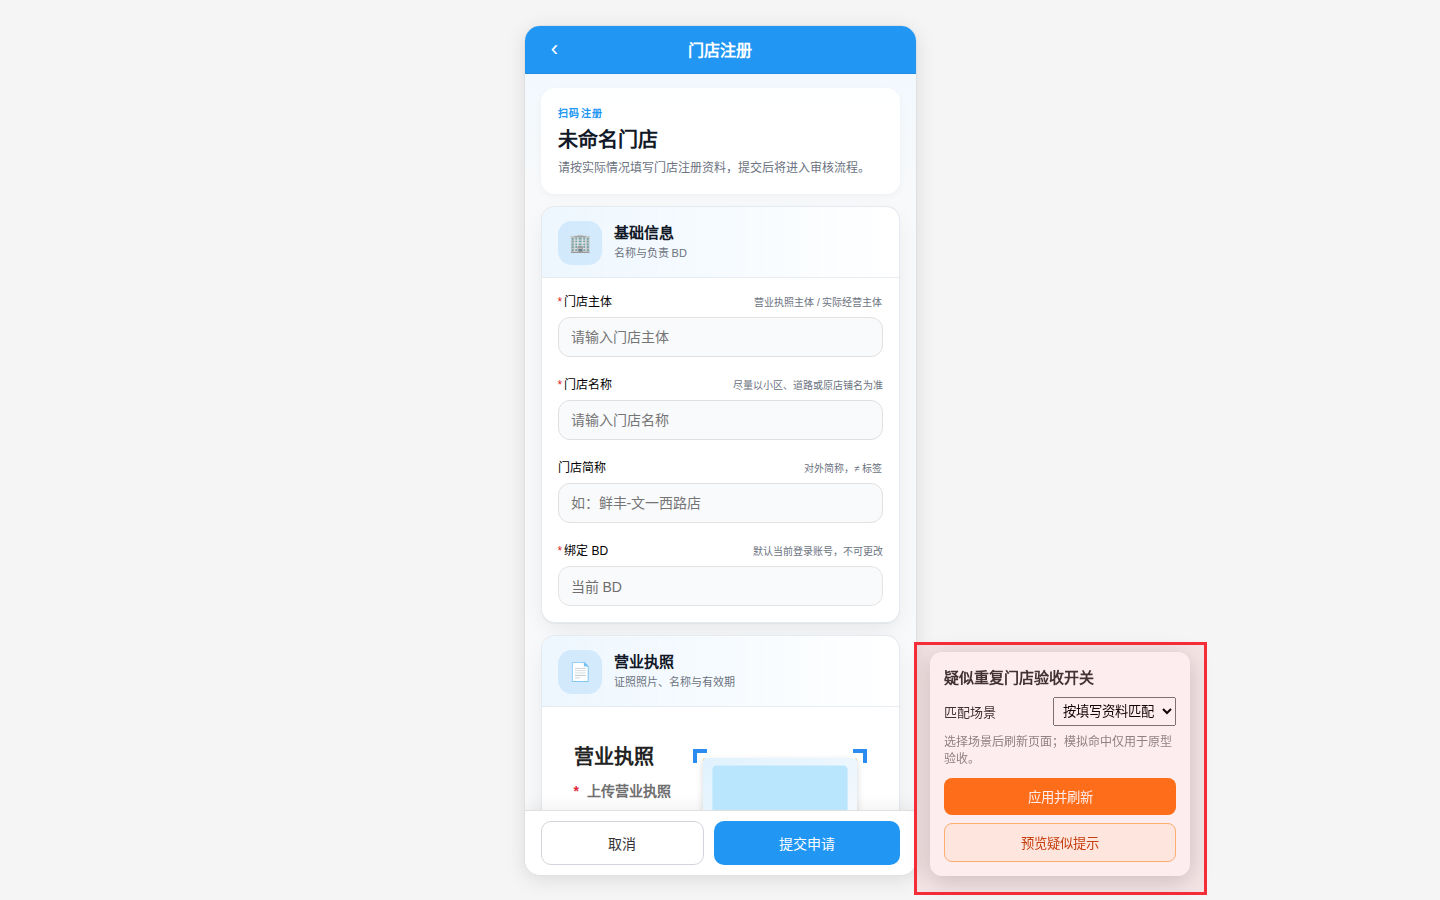 ‹ 门店注册
扫码注册
未命名门店
请按实际情况填写门店注册资料，提交后将进入审核流程。
基础信息
名称与负责 BD
*门店主体 营业执照主体 / 实际经营主体
请输入门店主体
*门店名称 尽量以小区、道路或原店铺名为准
请输入门店名称
门店简称 对外简称，≠ 标签
如：鲜丰-文一西路店
*绑定 BD 默认当前登录账号，不可更改
当前 BD
营业执照
证照照片、名称与有效期
营业执照
* 上传营业执照
取消 提交申请
疑似重复门店验收开关
匹配场景 按填写资料匹配
选择场景后刷新页面；模拟命中仅用于原型
验收。
应用并刷新
预览疑似提示